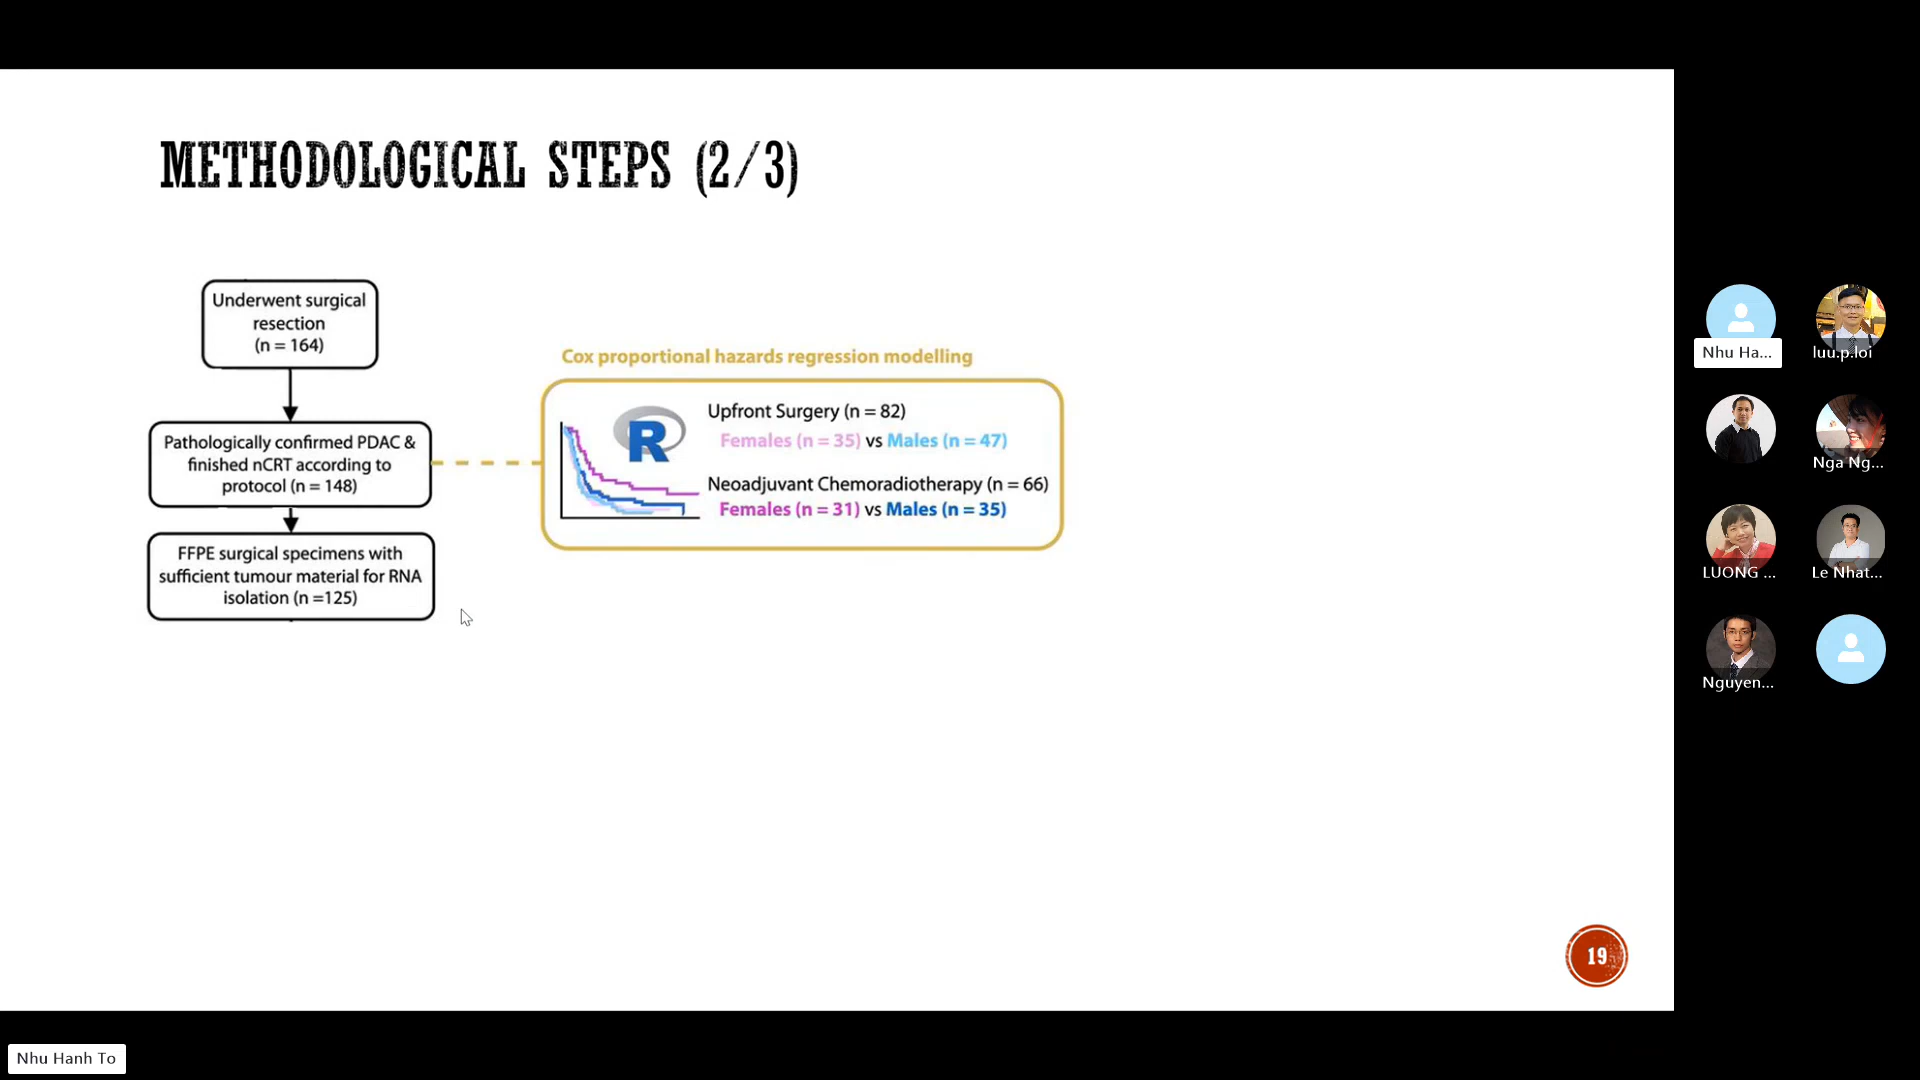 METHODOLOGICAL STEPS (2/3)
Underwent surgical
resection
(n = 164)
Pathologically confirmed PDAC &
finished nCRT according to
protocol (n = 148)
FFPE surgical specimens with
sufficient tumour material for RNA
isolation (n =125)
Cox proportional hazards regression modelling
R
Upfront Surgery (n = 82)
Females (n = 35) vs Males (n = 47)
Neoadjuvant Chemoradiotherapy (n = 66)
Females (n = 31) vs Males (n = 35)
19
Nhu Ha...
luu.p.loi
Nga Ng...
LUONG ...
Le Nhat...
Nguyen...
Nhu Hanh To